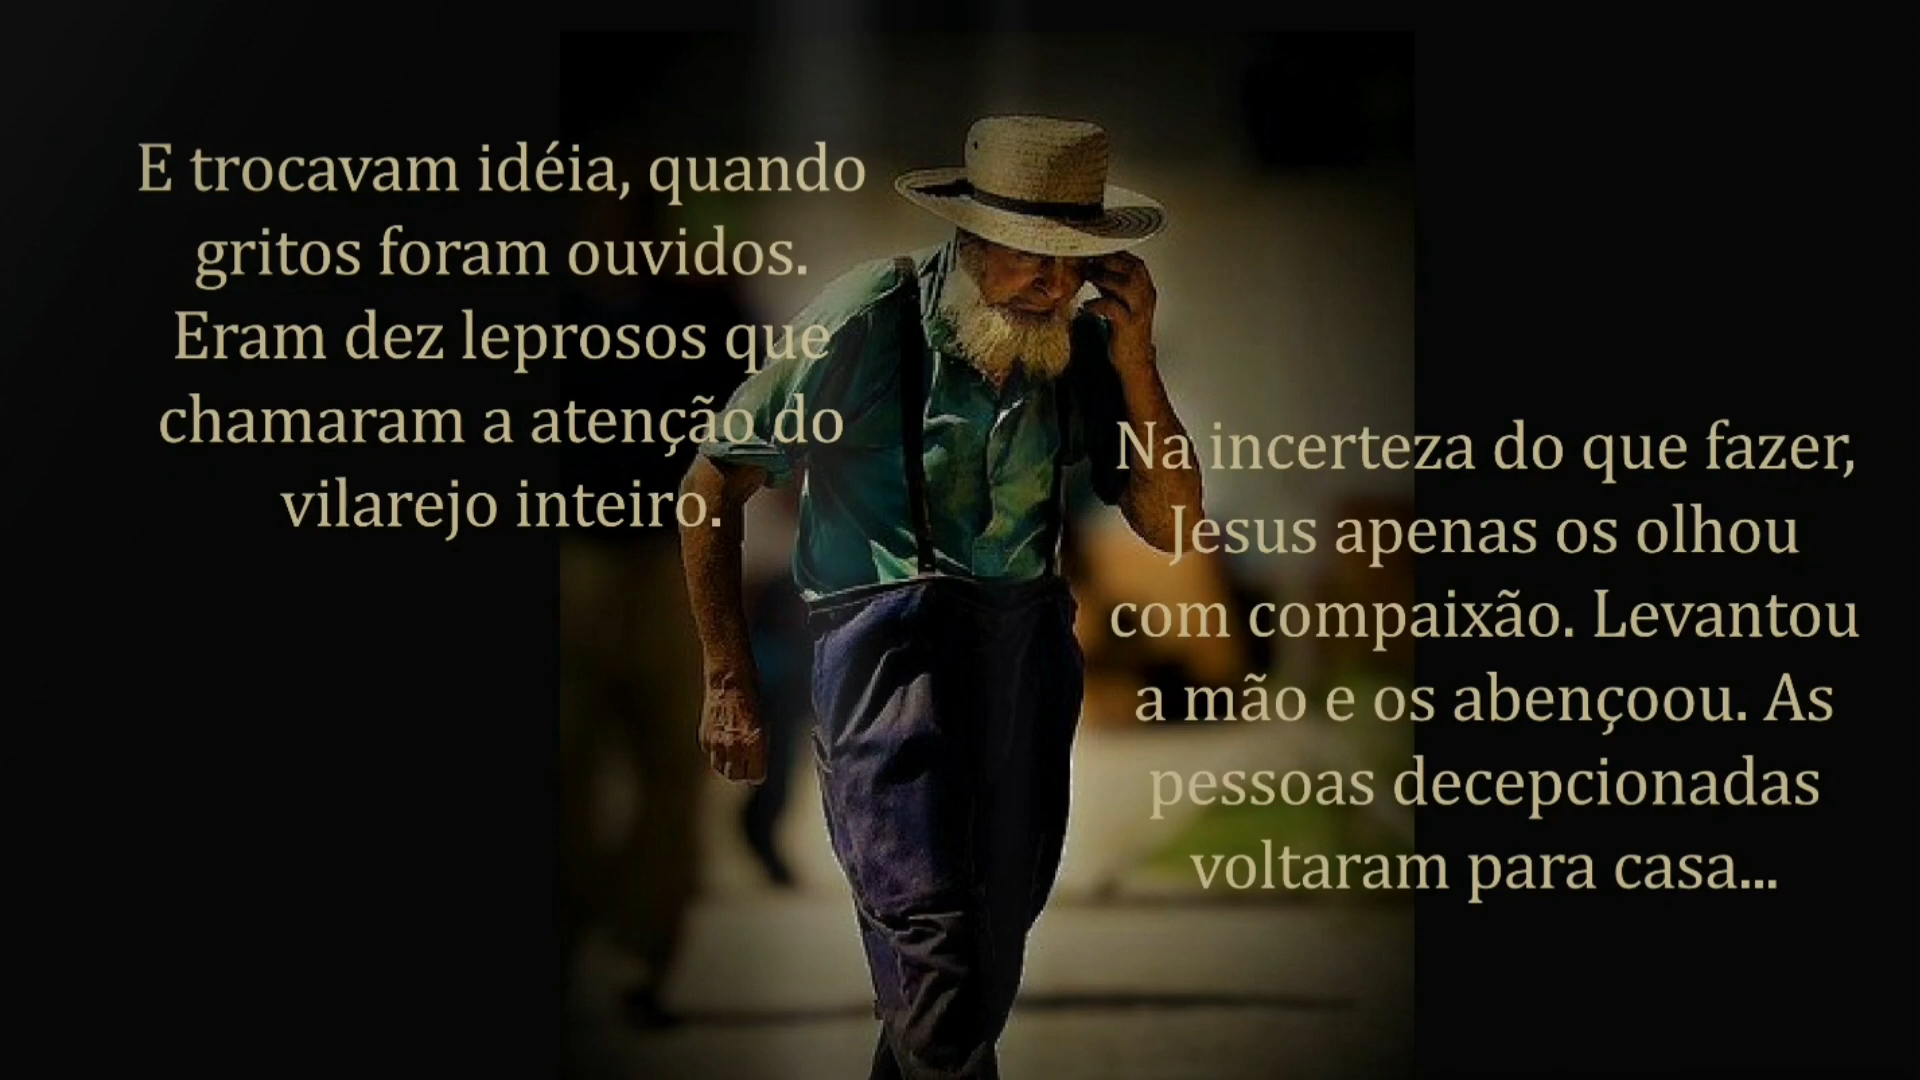 E trocavam idéia, quando
gritos foram ouvidos.
Eram dez leprosos que
chamaram a atenção do
vilarejo inteiro.
Na incerteza do que fazer,
Jesus apenas os olhou
com compaixão. Levantou
a mão e os abençoou. As
pessoas decepcionadas
voltaram para casa...